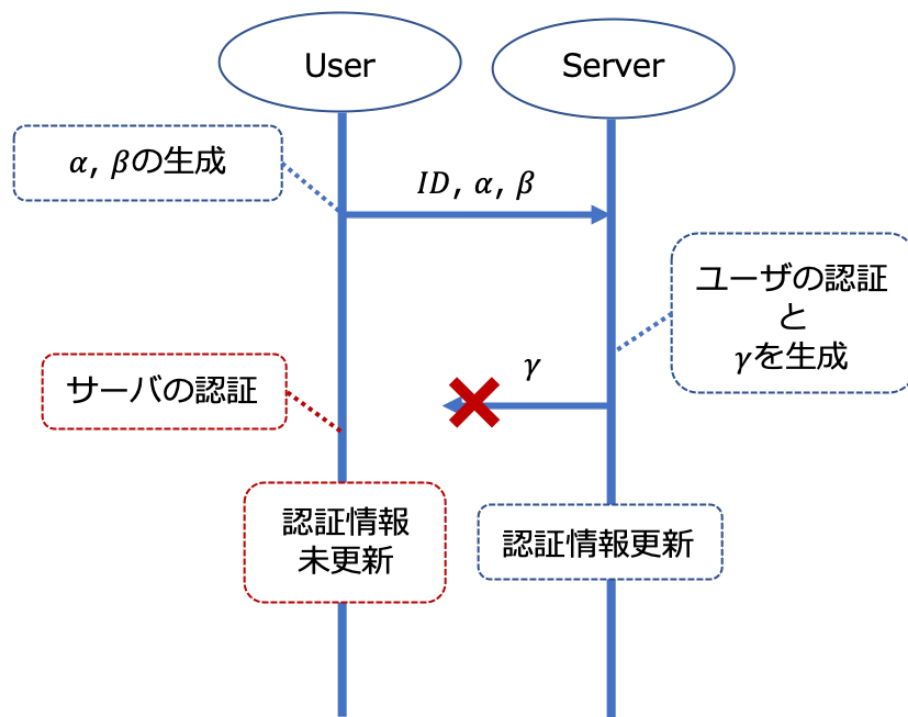 User
Server
α, βの生成
ID, α, β
ユーザの認証
と
γを生成
γ
サーバの認証
認証情報
未更新
認証情報更新